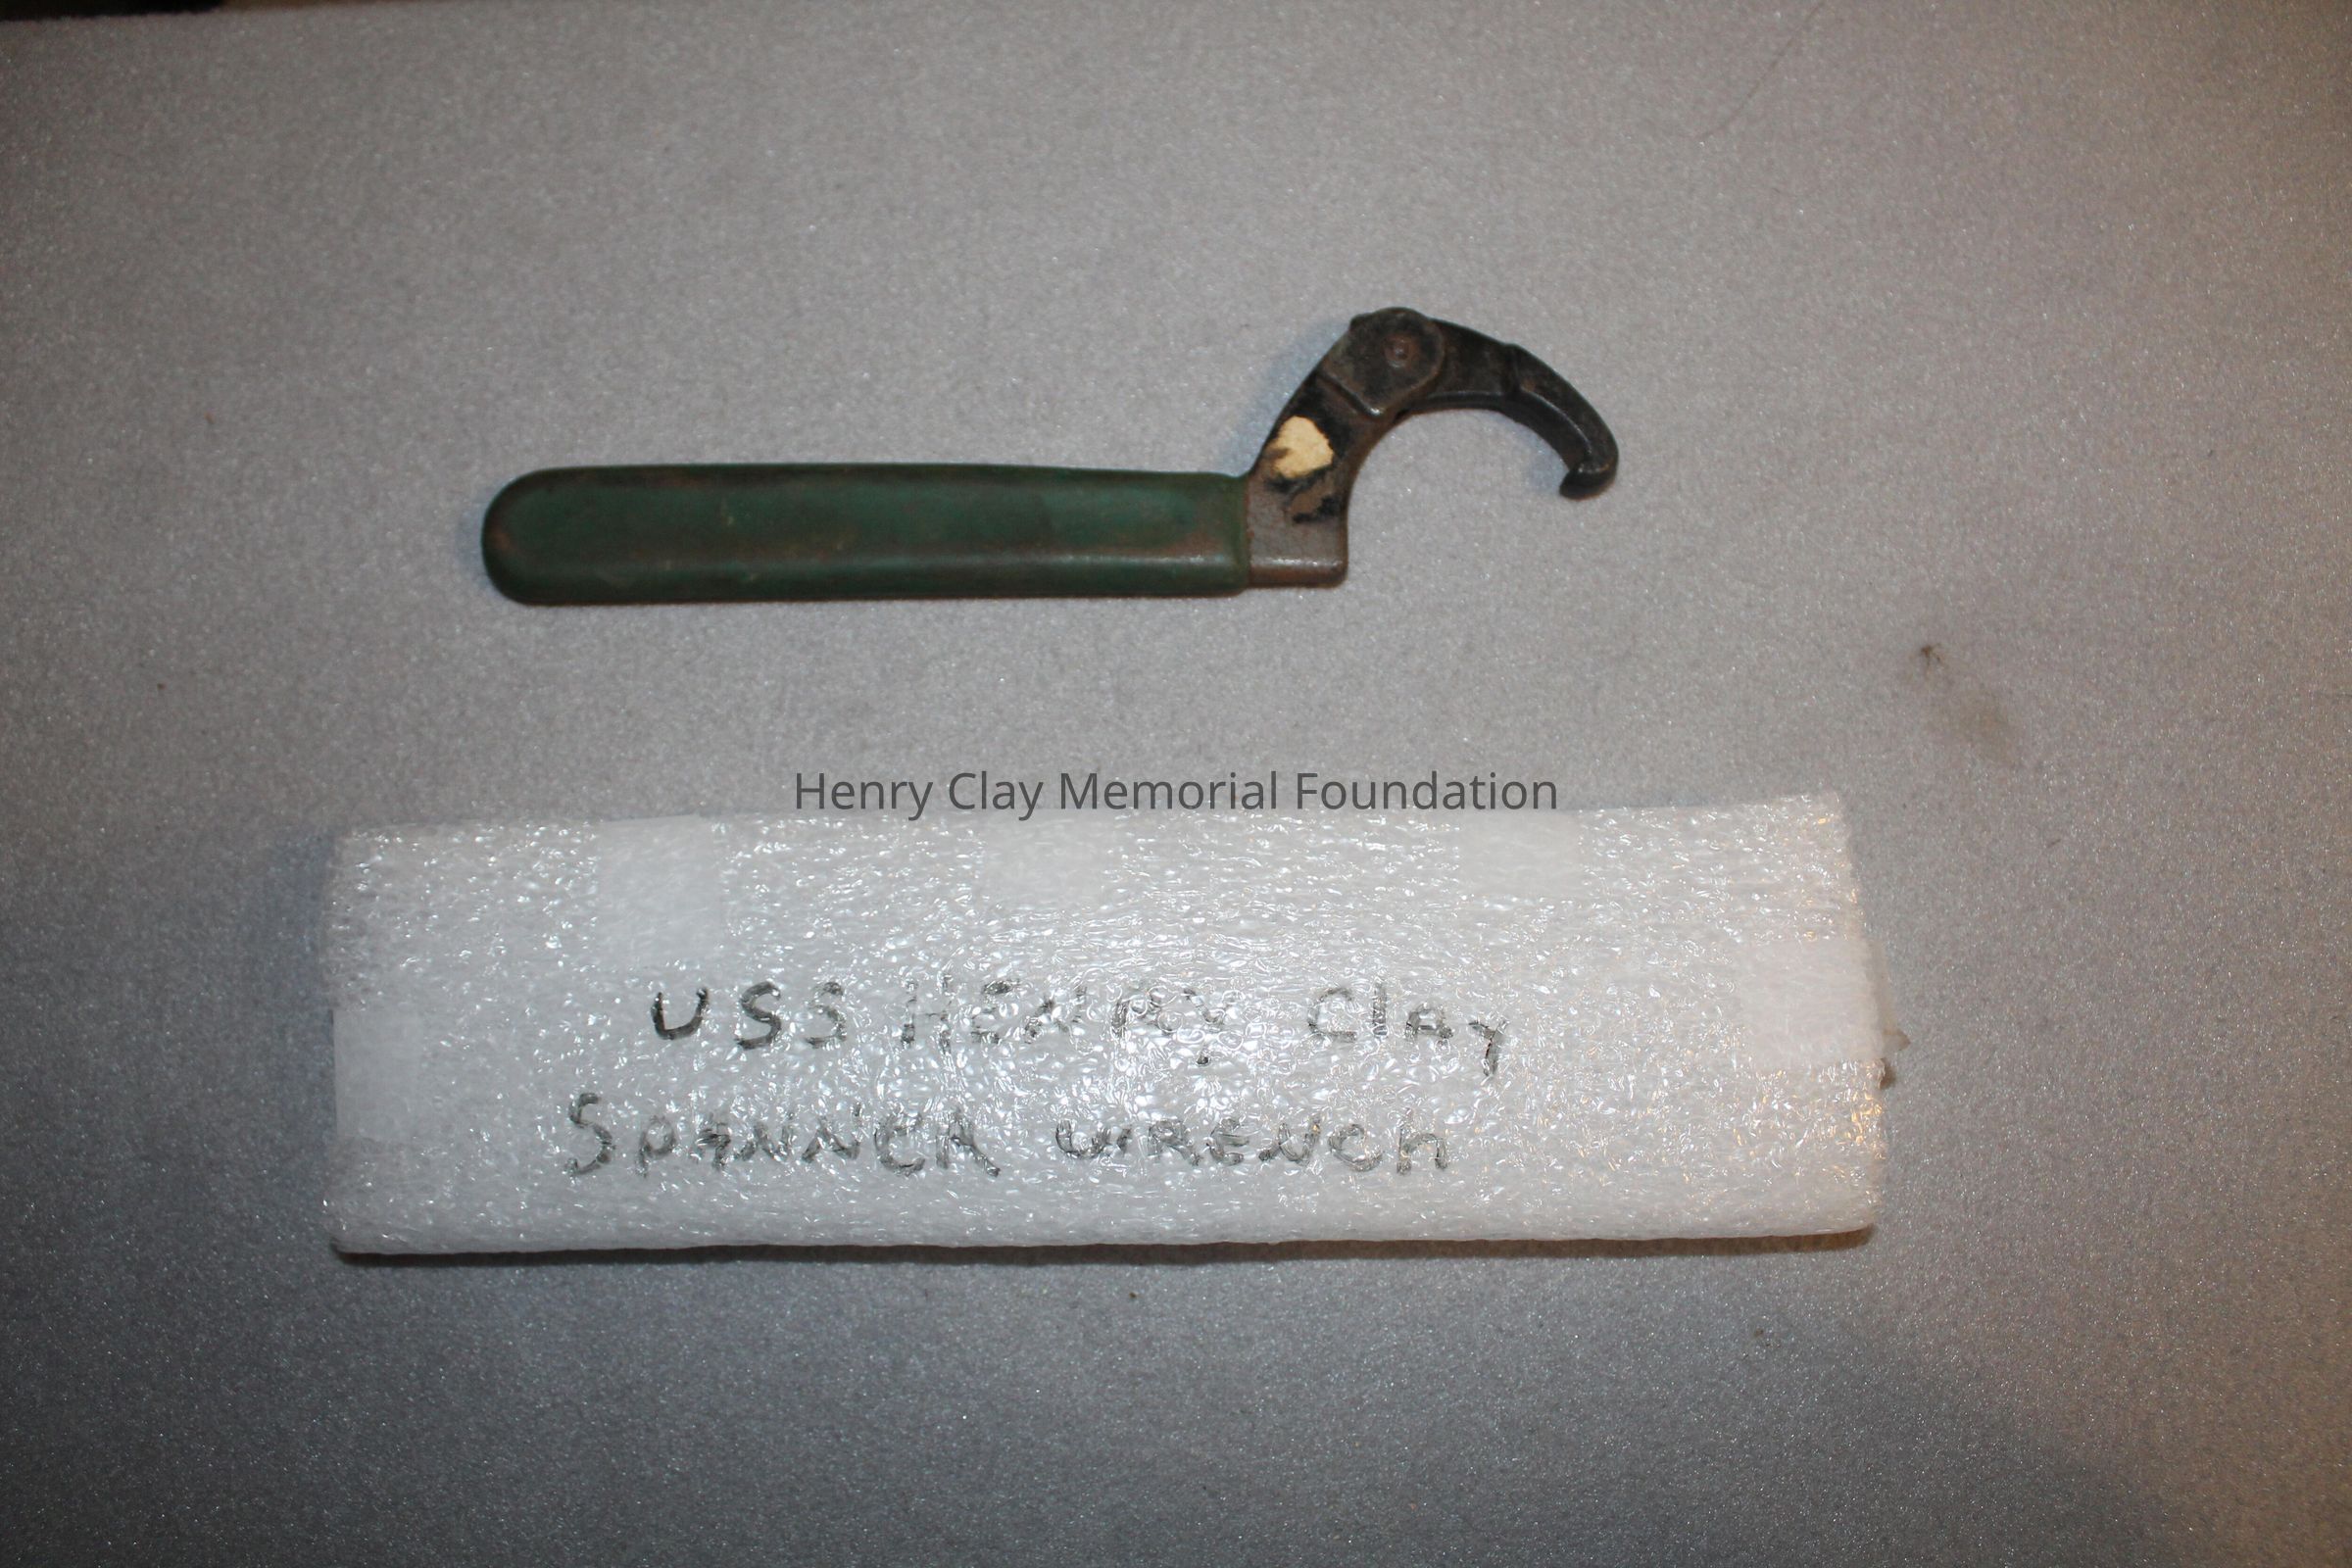 Henry Clay Memorial Foundation
USS HENRY Clay
SPANNER WRENCh